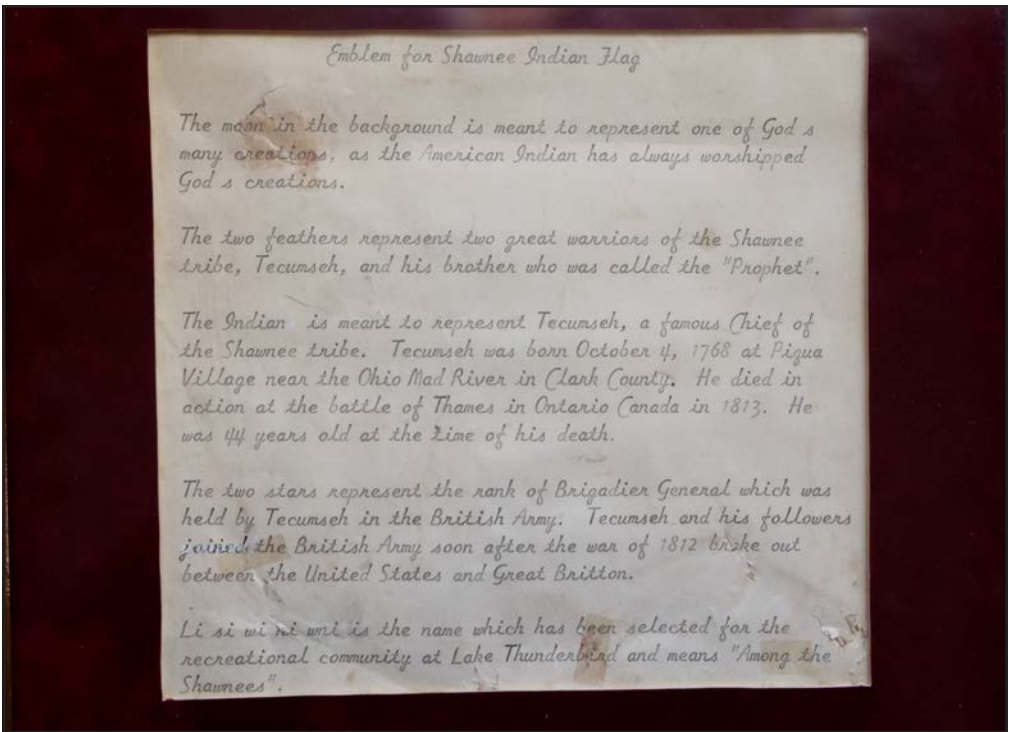 Emblem for Shawnee Indian Flag
The moon in the background is meant to represent one of God s
many creations, as the American Indian has always worshipped
God s creations.
The two feathers represent two great warriors of the Shawnee
tribe, Tecumseh, and his brother who was called the "Prophet".
The Indian is meant to represent Tecumseh, a famous Chief of
the Shawnee tribe. Tecumseh was born October 4, 1768 at Piqua
Village near the Ohio Mad River in Clark County. He died in
action at the battle of Thames in Ontario Canada in 1813. He
was 44 years old at the time of his death.
The two stars represent the rank of Brigadier General which was
held by Tecumseh in the British Army. Tecumseh and his followers
joined the British Army soon after the war of 1812 broke out
between the United States and Great Britton.
Li si wi ni wni is the name which has been selected for the
recreational community at Lake Thunderbird and means "Among the
Shawnees".